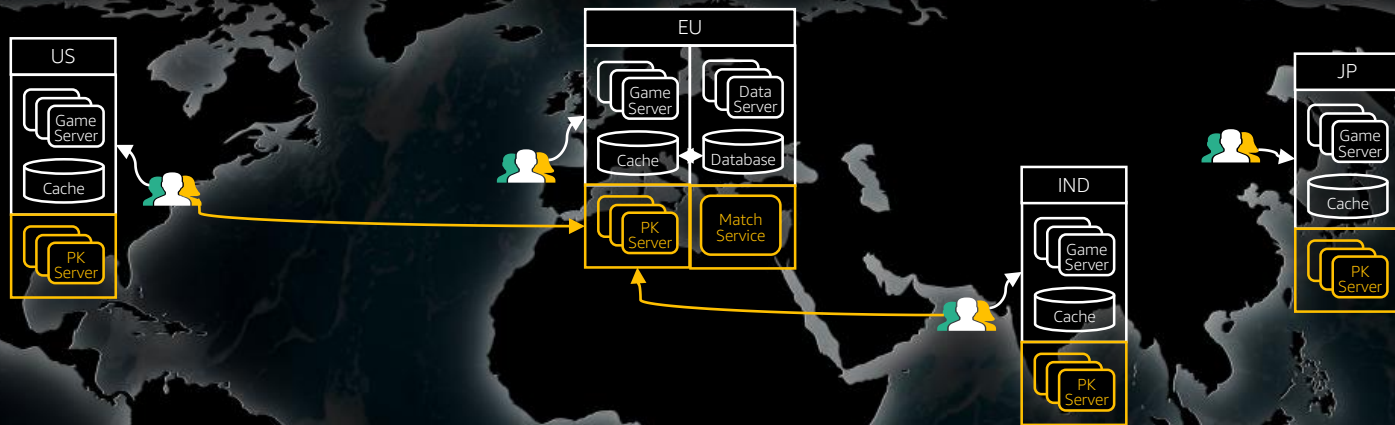 US
Game
Server
Cache
PK
Server
EU
Game
Server
Data
Server
Cache
Database
PK
Server
Match
Service
IND
Game
Server
Cache
PK
Server
JP
Game
Server
Cache
PK
Server